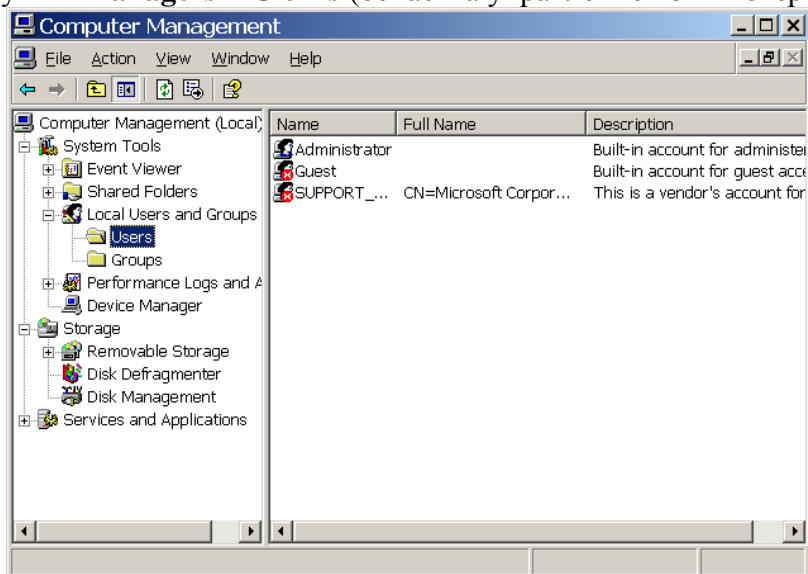 Computer Management
File Action View Window Help
Computer Management (Local)
System Tools
Event Viewer
Shared Folders
Local Users and Groups
Users
Groups
Performance Logs and A
Device Manager
Storage
Removable Storage
Disk Defragmenter
Disk Management
Services and Applications
Name Full Name Description
Administrator Built-in account for administer
Guest Built-in account for guest acce
SUPPORT_... CN=Microsoft Corpor... This is a vendor's account for